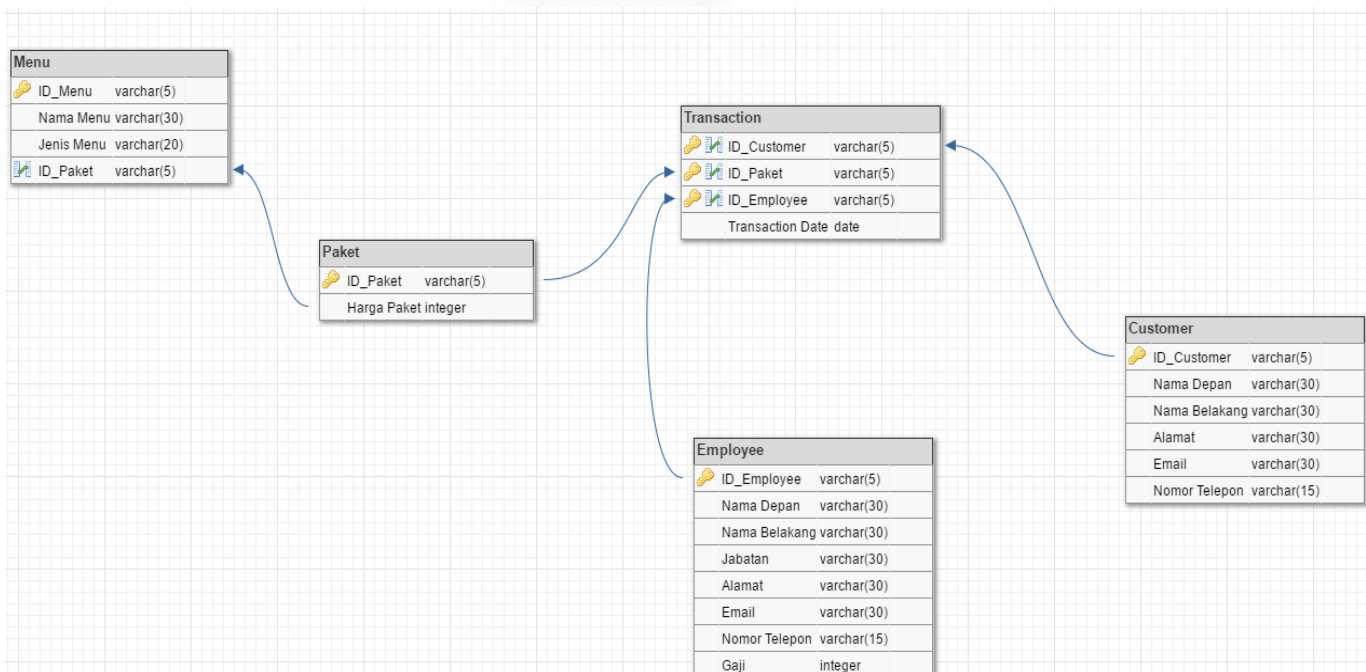 Menu
ID_Menu varchar(5)
Nama Menu varchar(30)
Jenis Menu varchar(20)
ID_Paket varchar(5)
Paket
ID_Paket varchar(5)
Harga Paket integer
Transaction
ID_Customer varchar(5)
ID_Paket varchar(5)
ID_Employee varchar(5)
Transaction Date date
Employee
ID_Employee varchar(5)
Nama Depan varchar(30)
Nama Belakang varchar(30)
Jabatan varchar(30)
Alamat varchar(30)
Email varchar(30)
Nomor Telepon varchar(15)
Gaji integer
Customer
ID_Customer varchar(5)
Nama Depan varchar(30)
Nama Belakang varchar(30)
Alamat varchar(30)
Email varchar(30)
Nomor Telepon varchar(15)